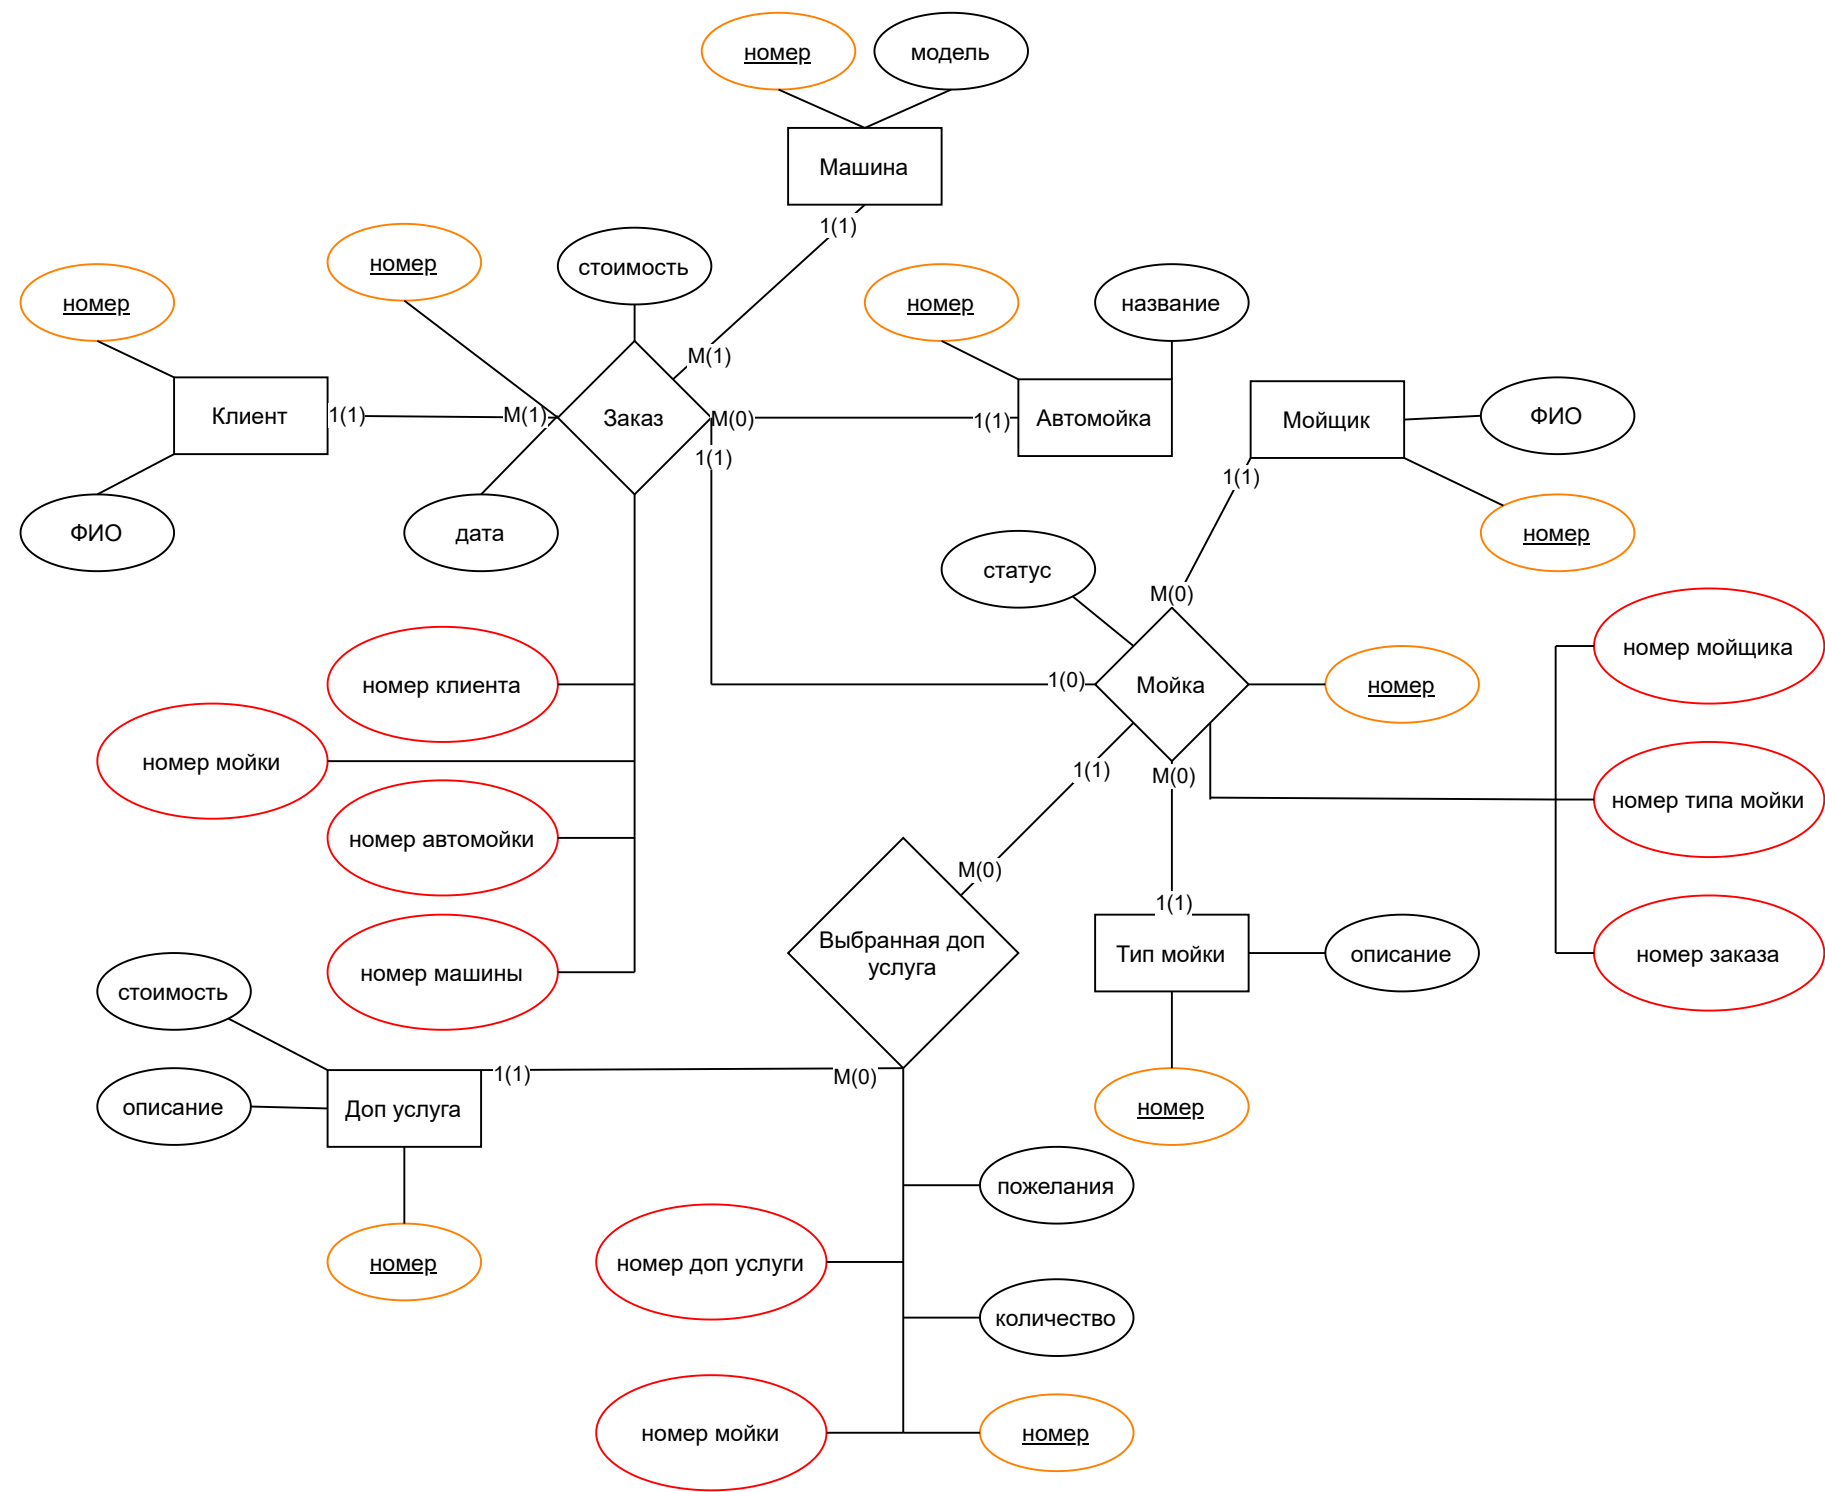 номер
модель
Машина
1(1)
номер
стоимость
номер
номер
название
M(1)
Клиент
1(1)
M(1)
Заказ
M(0)
1(1)
Автомойка
Мойщик
ФИО
1(1)
1(1)
ФИО
дата
номер
статус
M(0)
номер клиента
1(0)
Мойка
номер
номер мойщика
номер мойки
1(1)
M(0)
номер типа мойки
номер автомойки
M(0)
1(1)
Выбранная доп
услуга
Тип мойки
описание
номер заказа
номер машины
стоимость
1(1)
M(0)
описание
Доп услуга
номер
пожелания
номер
номер доп услуги
количество
номер мойки
номер